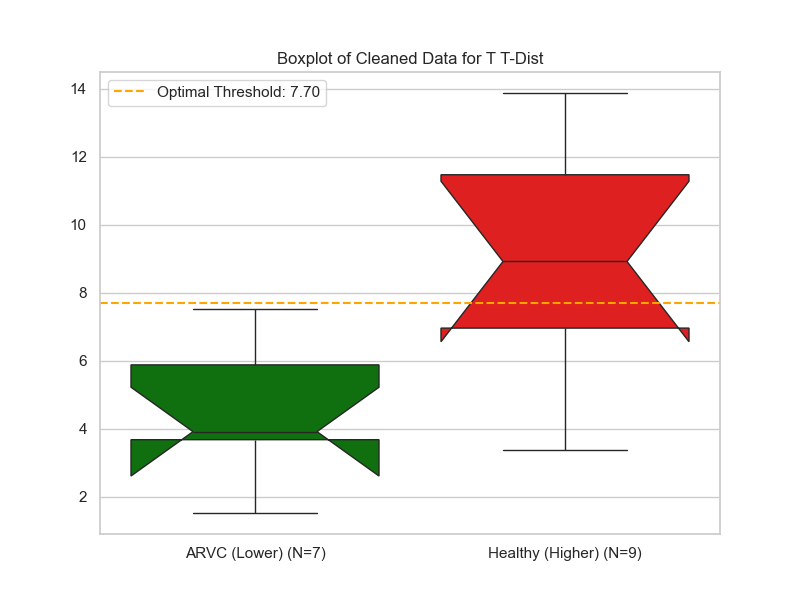 Boxplot of Cleaned Data for T T-Dist
Optimal Threshold: 7.70
14
12
10
8
6
4
2
ARVC (Lower) (N=7)
Healthy (Higher) (N=9)